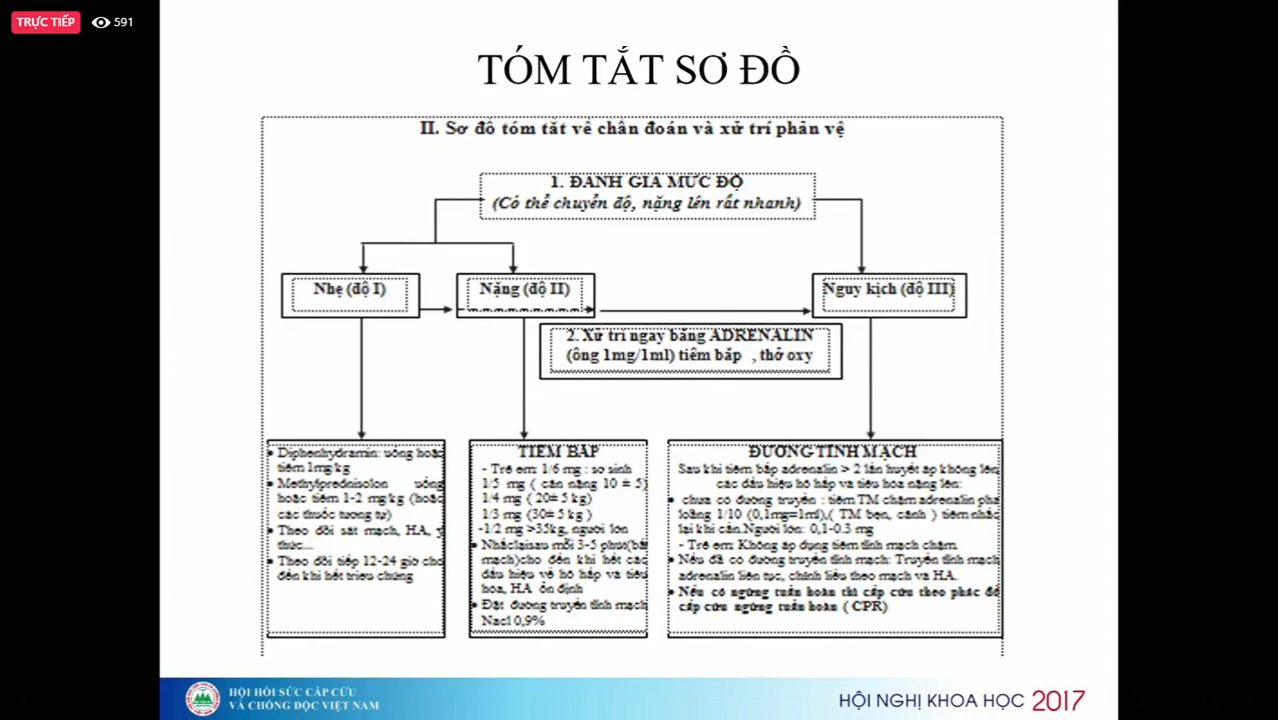 TRỰC TIẾP
591
TÓM TẮT SƠ ĐỒ
II. Sơ đồ tóm tắt về chẩn đoán và xử trí phản vệ
1. ĐÁNH GIÁ MỨC ĐỘ
(Có thể chuyển độ, nặng lên rất nhanh)
Nhẹ (độ I)
Nặng (độ II)
Nguy kịch (độ III)
2. Xử trí ngay bằng ADRENALIN
(ống 1mg/1ml) tiêm bắp , thở oxy
• Diphenhydramin: uống hoặc
tiêm 1mg/kg
• Methylprednisolon uống
hoặc tiêm 1-2 mg/kg (hoặc
các thuốc tương tự)
• Theo dõi sát mạch, HA, ý
thức...
• Theo dõi tiếp 12-24 giờ cho
đến khi hết triệu chứng
TIÊM BẮP
- Trẻ em: 1/6 mg : sơ sinh
1/5 mg ( cân nặng 10 ± 5)
1/4 mg ( 20± 5 kg)
1/3 mg (30± 5 kg )
-1/2 mg >35kg, người lớn
• Nhắclạisau mỗi 3-5 phút(bắt
mạch)cho đến khi hết các
dấu hiệu về hô hấp và tiêu
hóa, HA ổn định
• Đặt đường truyền tĩnh mạch
Nacl 0,9%
ĐƯỜNG TĨNH MẠCH
Sau khi tiêm bắp adrenalin > 2 lần huyết áp không lên,
các dấu hiệu hô hấp và tiêu hóa nặng lên:
• chưa có đường truyền : tiêm TM chậm adrenalin pha
loãng 1/10 (0,1mg=1ml),( TM bẹn, cảnh ) tiêm nhắc
lại khi cần.Người lớn: 0,1-0.3 mg
- Trẻ em: Không áp dụng tiêm tĩnh mạch chậm.
• Nếu đã có đường truyền tĩnh mạch: Truyền tĩnh mạch
adrenalin liên tục, chỉnh liều theo mạch và HA.
• Nếu có ngừng tuần hoàn thì cấp cứu theo phác đồ
cấp cứu ngừng tuần hoàn ( CPR)
HỘI HỒI SỨC CẤP CỨU
VÀ CHỐNG ĐỘC VIỆT NAM
HỘI NGHỊ KHOA HỌC 2017